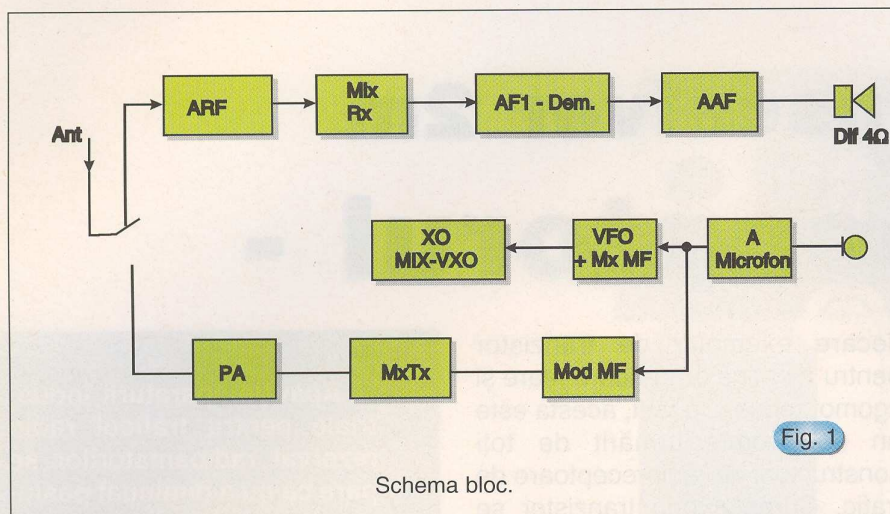 ARF
Mix
Rx
AF1 - Dem.
AAF
Ant
Dif 4Ω
XO
MIX-VXO
VFO
+ Mx MF
A
Microfon
PA
MxTx
Mod MF
Fig. 1
Schema bloc.